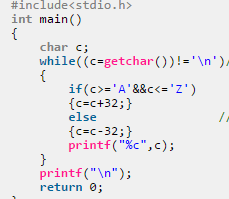 #include<stdio.h>
int main()
{
    char c;
    while((c=getchar())!='\n')/
    {
        if(c>='A'&&c<='Z')
        {c=c+32;}
        else                    //
        {c=c-32;}
        printf("%c",c);
    }
    printf("\n");
    return 0;